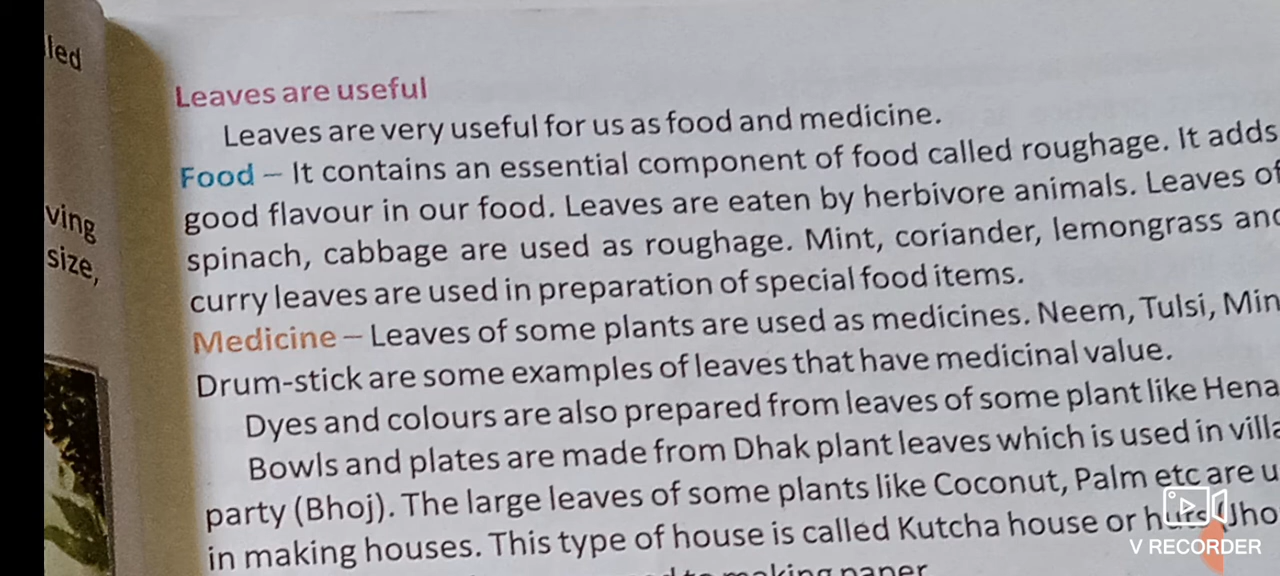 led
ving
size,
Leaves are useful
Leaves are very useful for us as food and medicine.
Food – It contains an essential component of food called roughage. It adds
good flavour in our food. Leaves are eaten by herbivore animals. Leaves of
spinach, cabbage are used as roughage. Mint, coriander, lemongrass and
curry leaves are used in preparation of special food items.
Medicine – Leaves of some plants are used as medicines. Neem, Tulsi, Min
Drum-stick are some examples of leaves that have medicinal value.
Dyes and colours are also prepared from leaves of some plant like Hena
Bowls and plates are made from Dhak plant leaves which is used in villa
party (Bhoj). The large leaves of some plants like Coconut, Palm etc are u
in making houses. This type of house is called Kutcha house or
making paper
V RECORDER